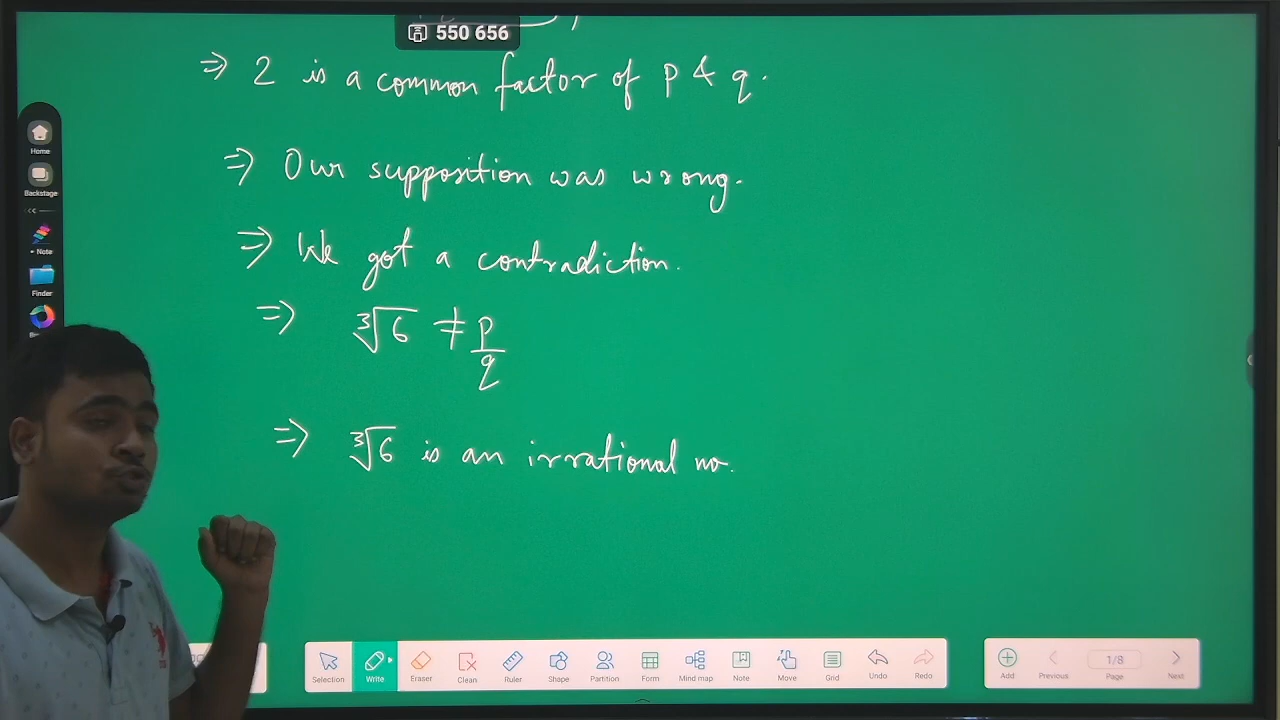 550 656
⇒ 2 is a common factor of p & q.
⇒ Our supposition was wrong.
⇒ We got a contradiction.
⇒ ∛6 ≠ p/q
⇒ ∛6 is an irrational no.
Home
Backstage
Note
Finder
Selection
Write
Eraser
Clean
Ruler
Shape
Partition
Form
Mind map
Note
Move
Grid
Undo
Redo
Add
Previous
1/8
Page
Next